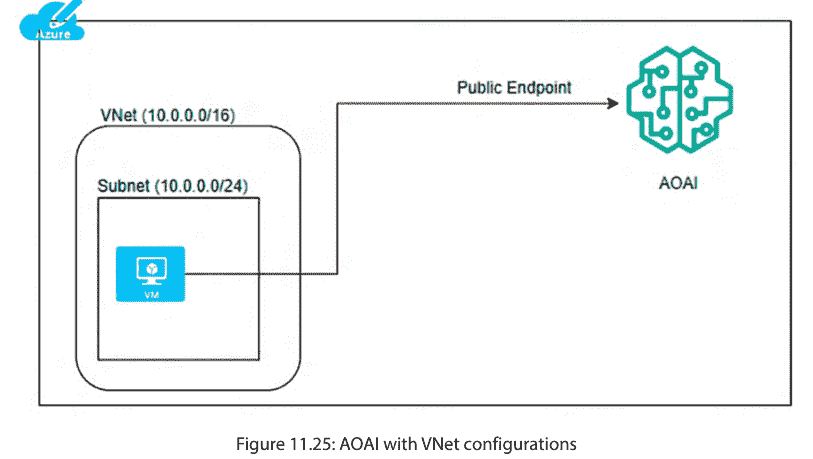 Azure
Public Endpoint
VNet (10.0.0.0/16)
AOAI
Subnet (10.0.0.0/24)
VM
Figure 11.25: AOAI with VNet configurations